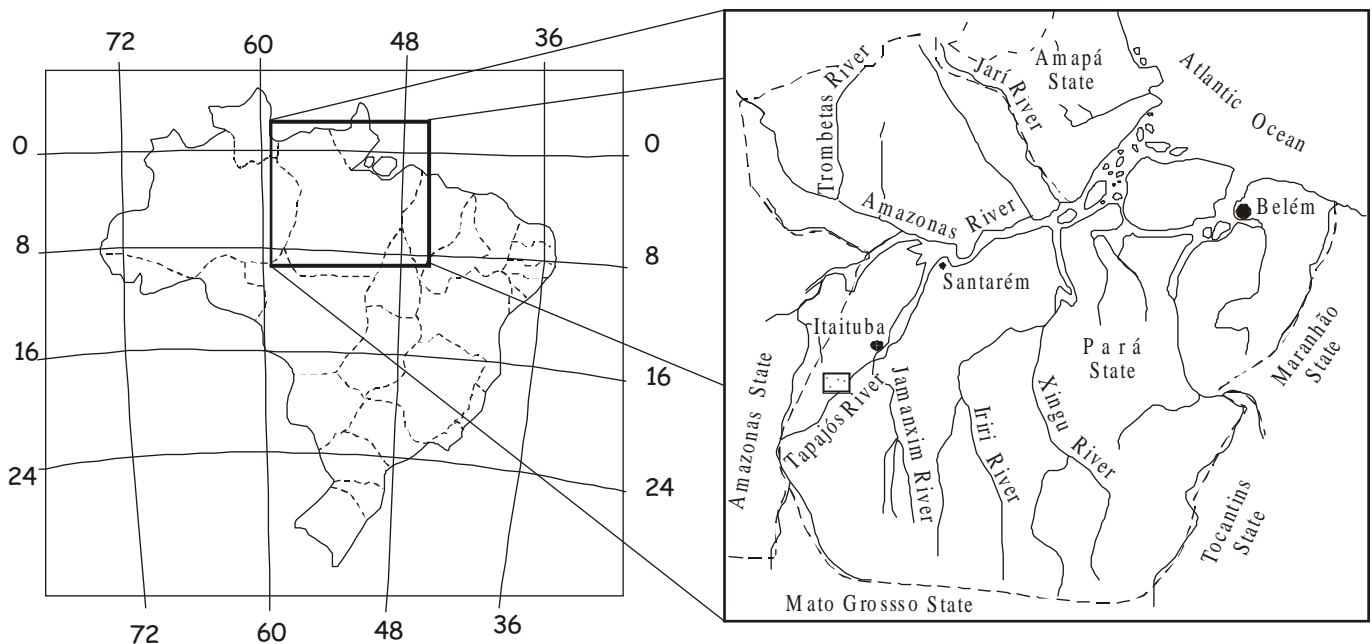 72
60
48
36
0
0
8
8
16
16
24
24
72
60
48
36
Trombetas River
Jarí River
Amapá
State
Atlantic Ocean
Amazonas River
Belém
Santarém
Itaituba
Pará
State
Maranhão
State
Amazonas State
Tapajós River
Jamanxim River
Iriri River
Xingu River
Tocantins
State
Mato Grossso State